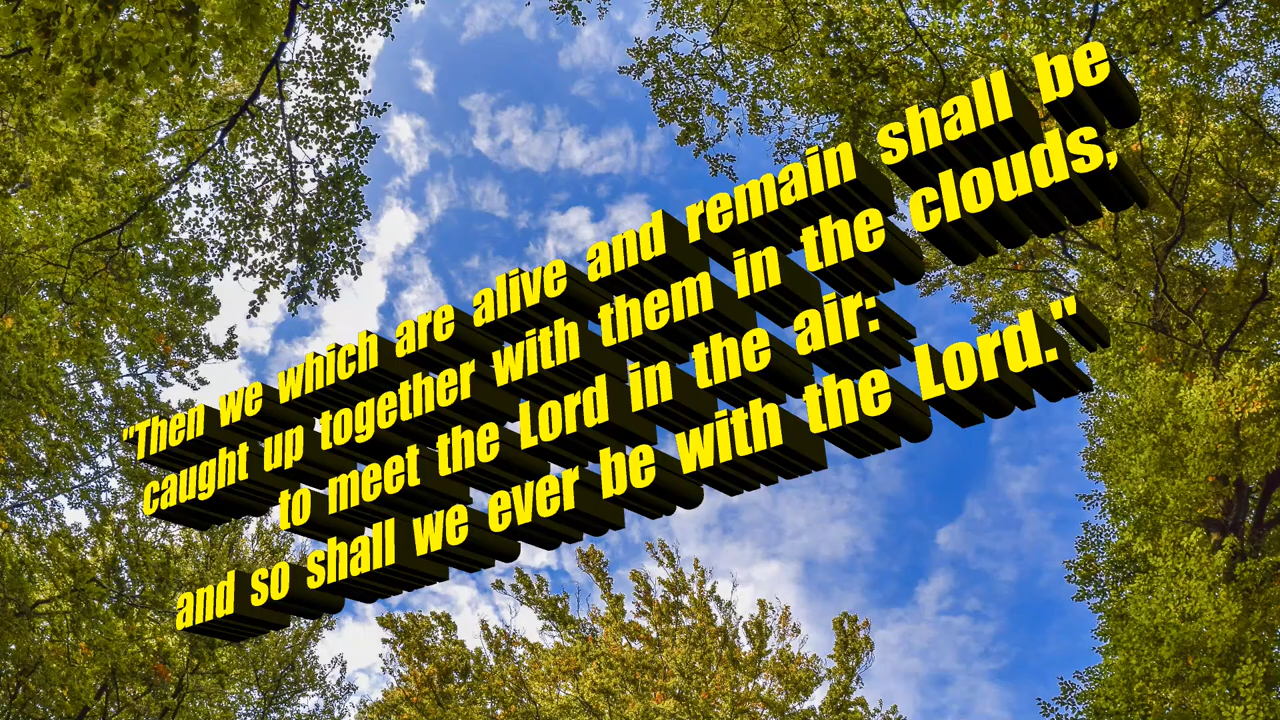 "Then we which are alive and remain shall be
caught up together with them in the clouds,
to meet the Lord in the air:
and so shall we ever be with the Lord."